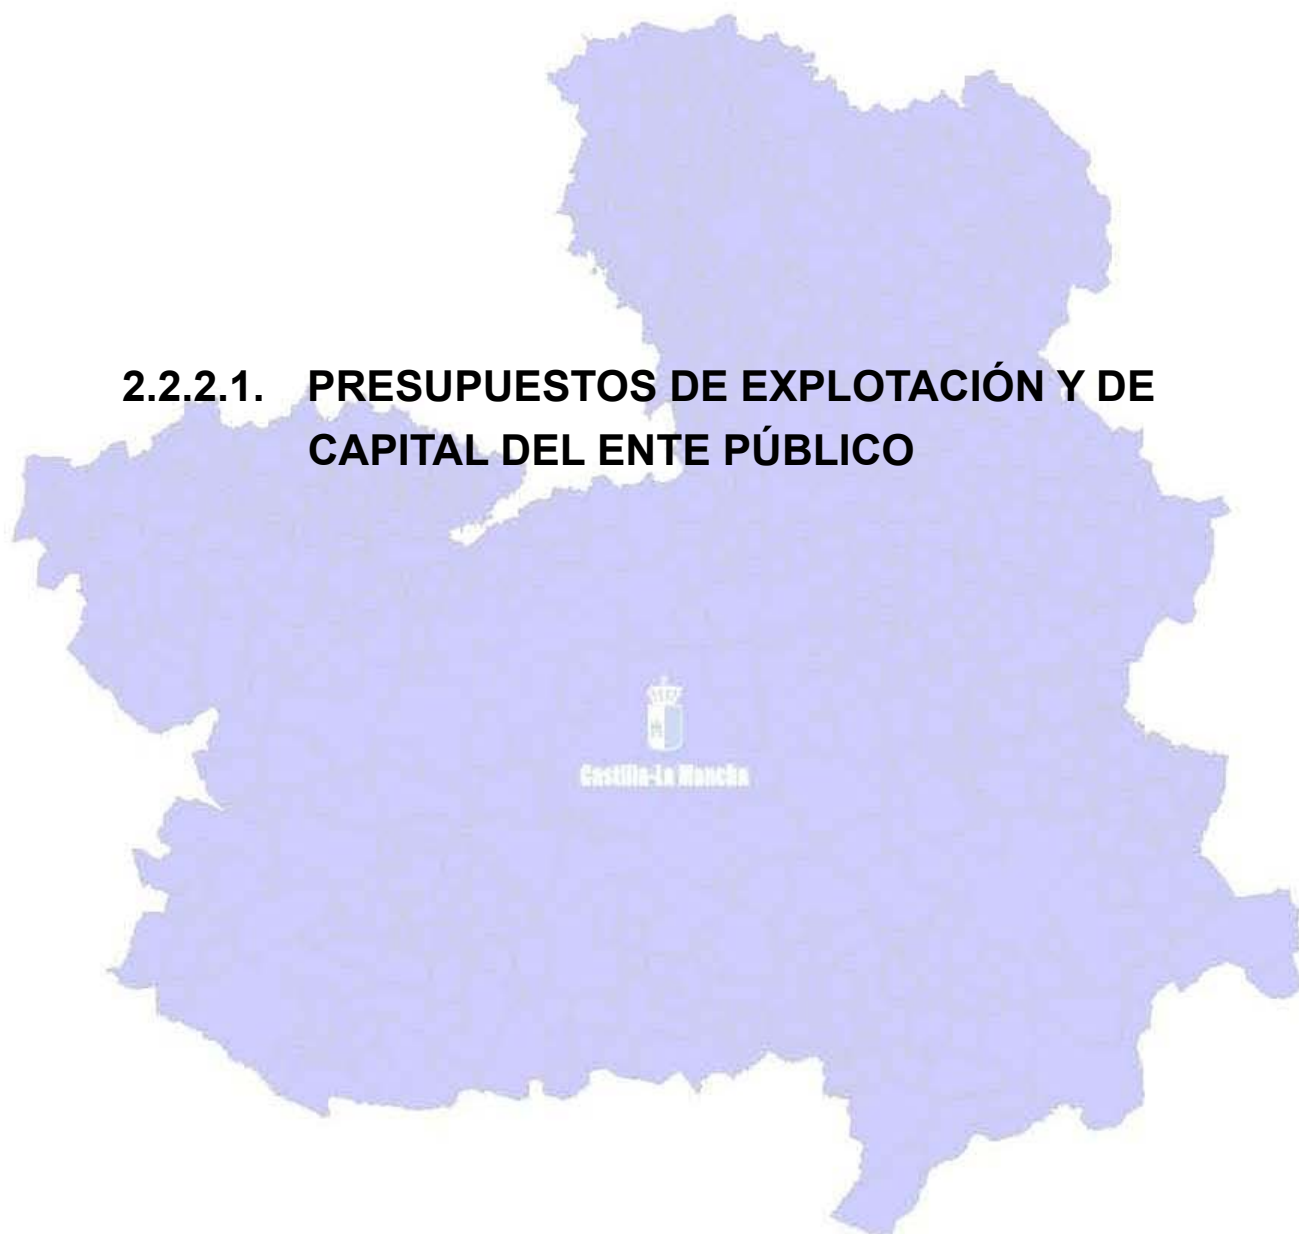 2.2.2.1. PRESUPUESTOS DE EXPLOTACIÓN Y DE
CAPITAL DEL ENTE PÚBLICO
Castilla-La Mancha